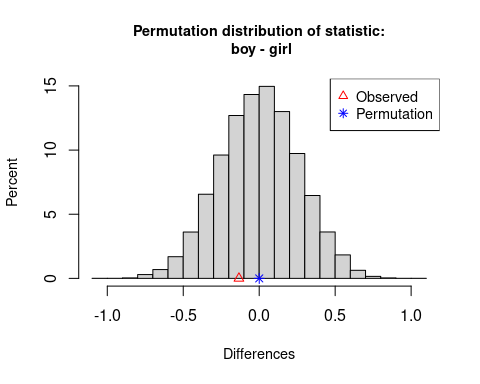 Permutation distribution of statistic:
boy - girl
Observed
Permutation
Percent
15
10
5
0
-1.0 -0.5 0.0 0.5 1.0
Differences